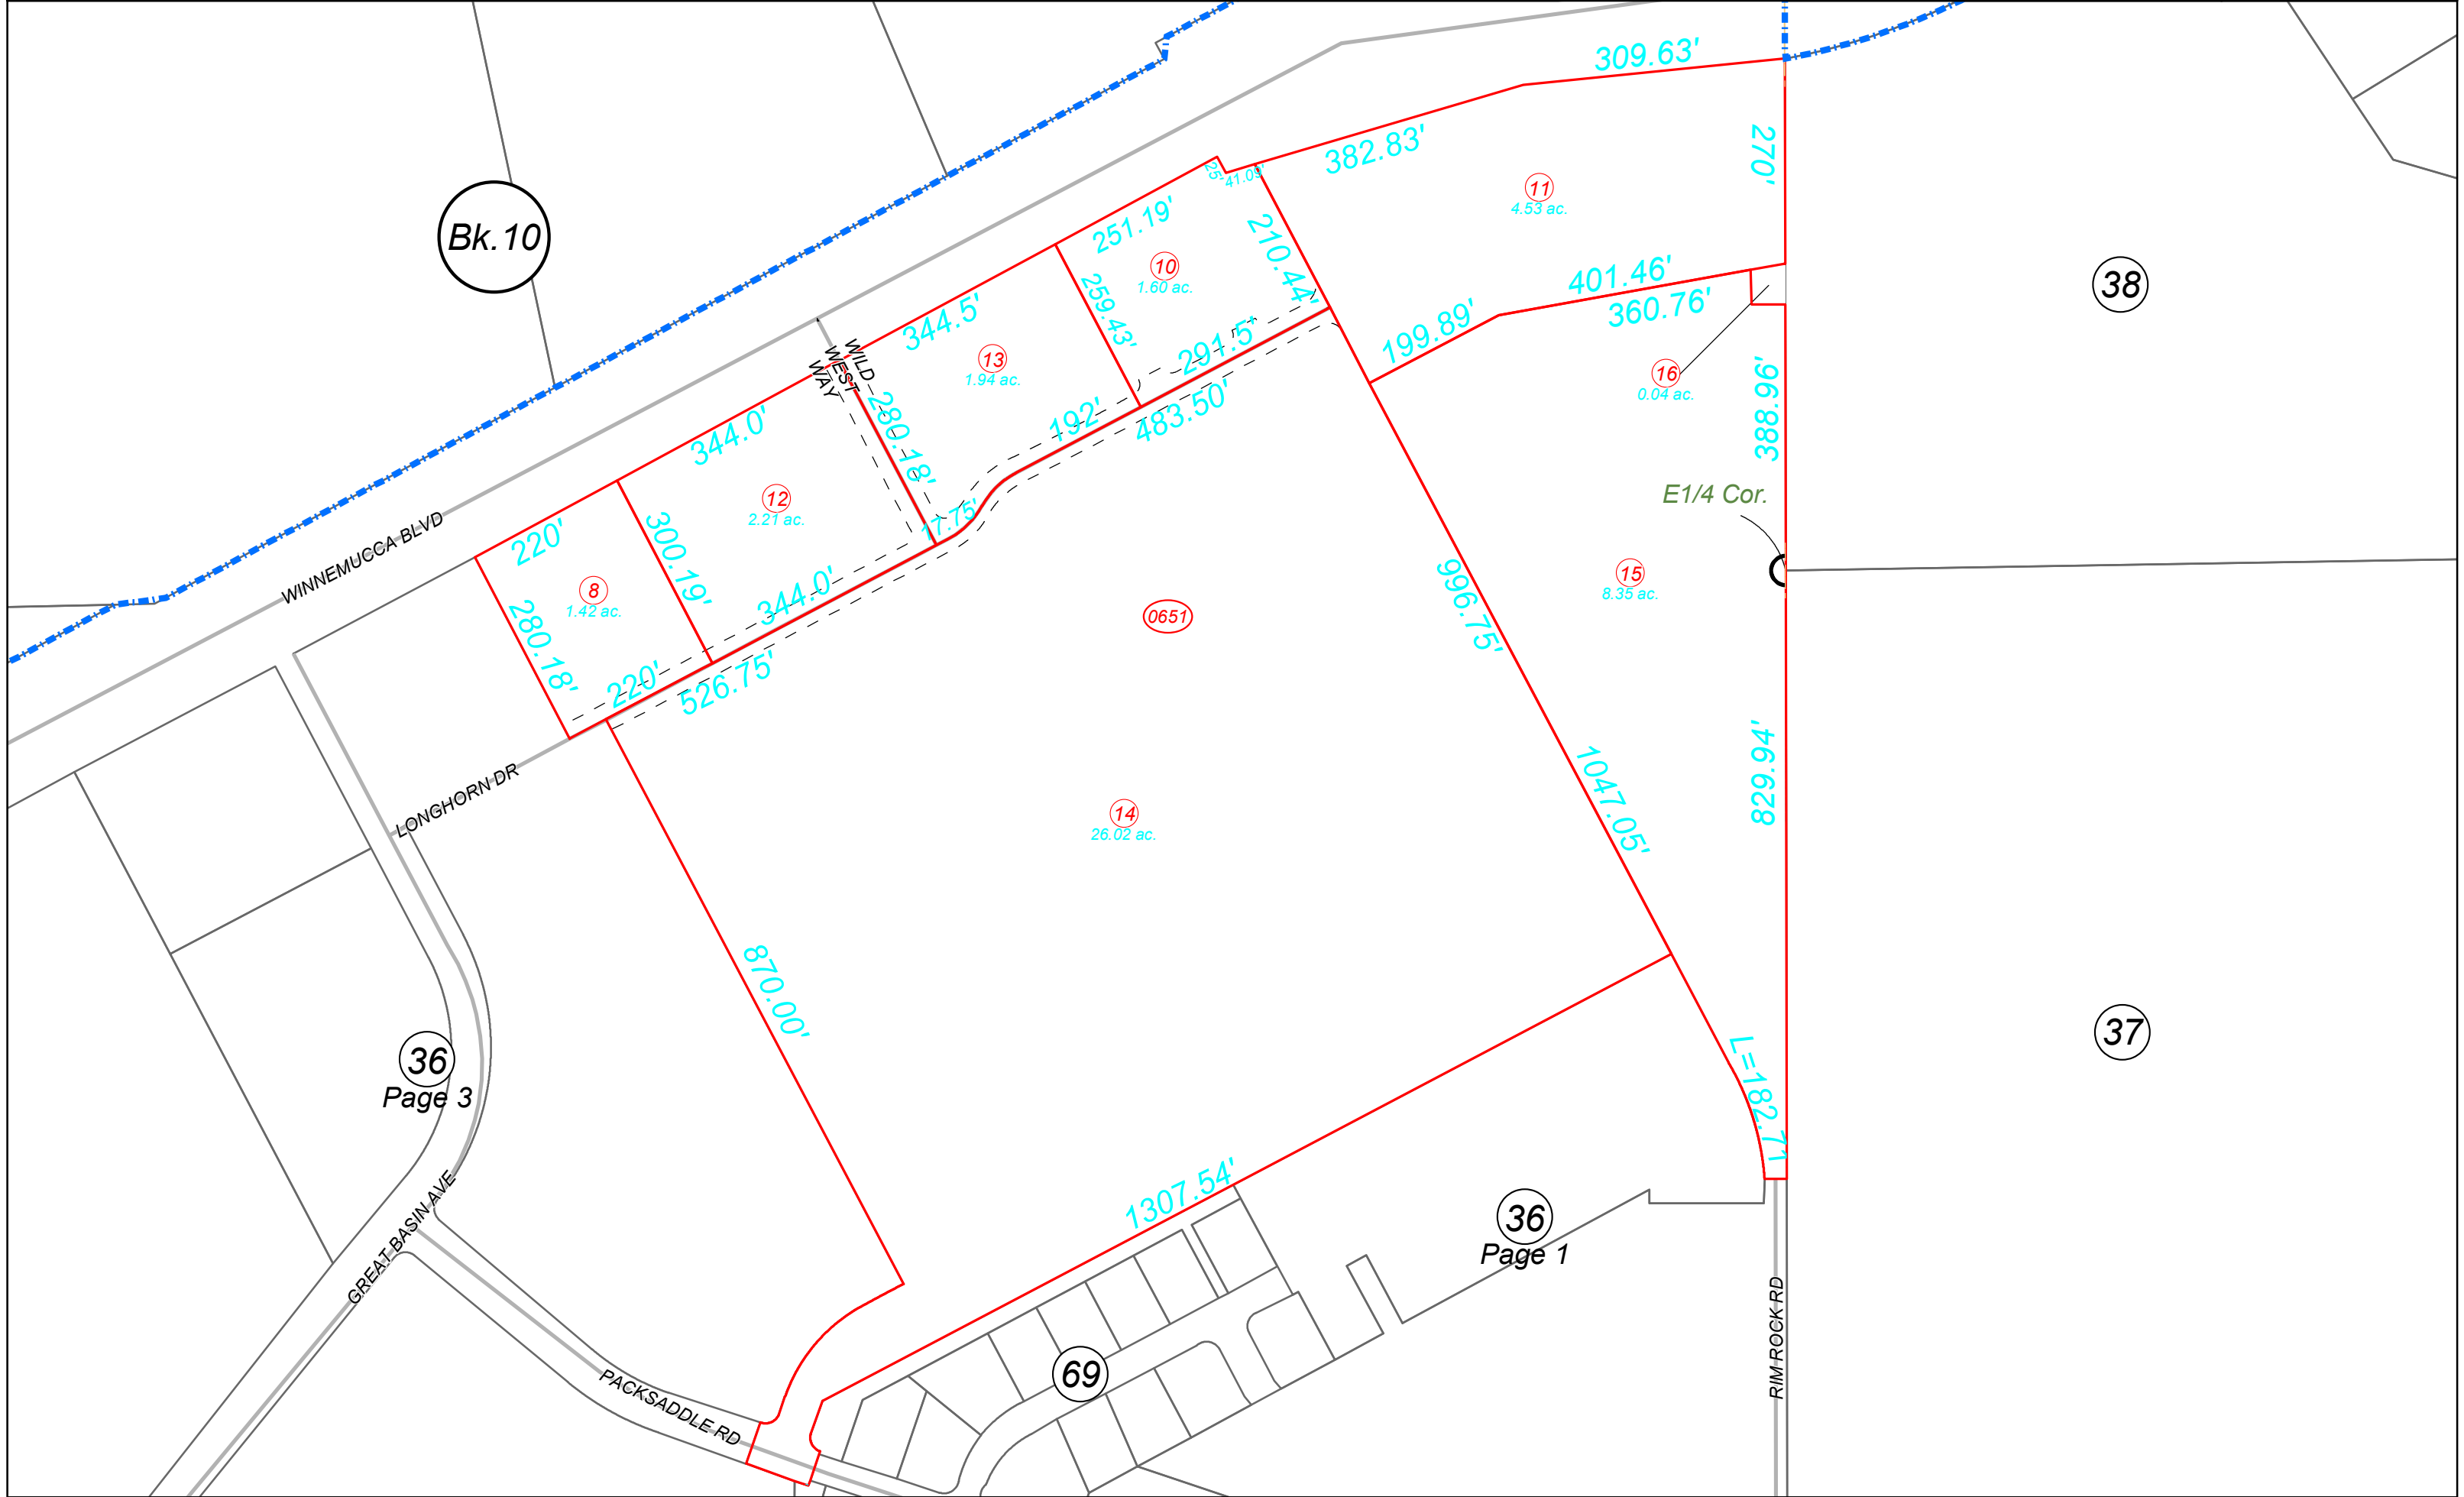 309.63'
382.83'
270'
25'
41.09'
11
4.53 ac.
Bk.10
251.19'
210.44'
10
1.60 ac.
259.43'
401.46'
360.76'
38
344.5'
199.89'
291.5'
13
1.94 ac.
WILD
WEST
WAY
16
0.04 ac.
388.96'
280.18'
192'
483.50'
344.0'
E1/4 Cor.
12
2.21 ac.
17.75'
WINNEMUCCA BLVD
220'
300.19'
8
1.42 ac.
344.0'
280.18'
15
8.35 ac.
996.75'
0651
220'
526.75'
LONGHORN DR
829.94'
1047.05'
14
26.02 ac.
870.00'
36
Page 3
37
L=182.71
1307.54'
GREAT BASIN AVE
36
Page 1
RIM ROCK RD
69
PACKSADDLE RD